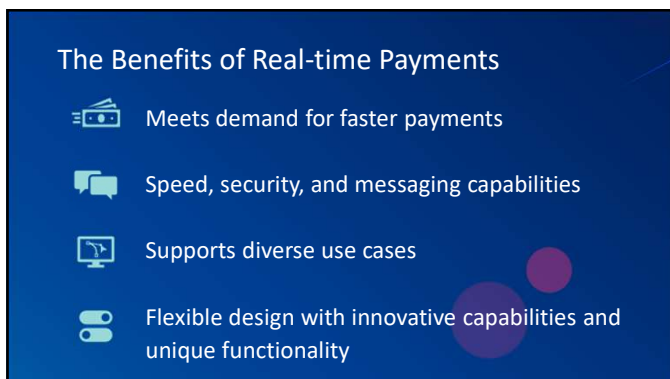 The Benefits of Real-time Payments
Meets demand for faster payments
Speed, security, and messaging capabilities
Supports diverse use cases
Flexible design with innovative capabilities and
unique functionality